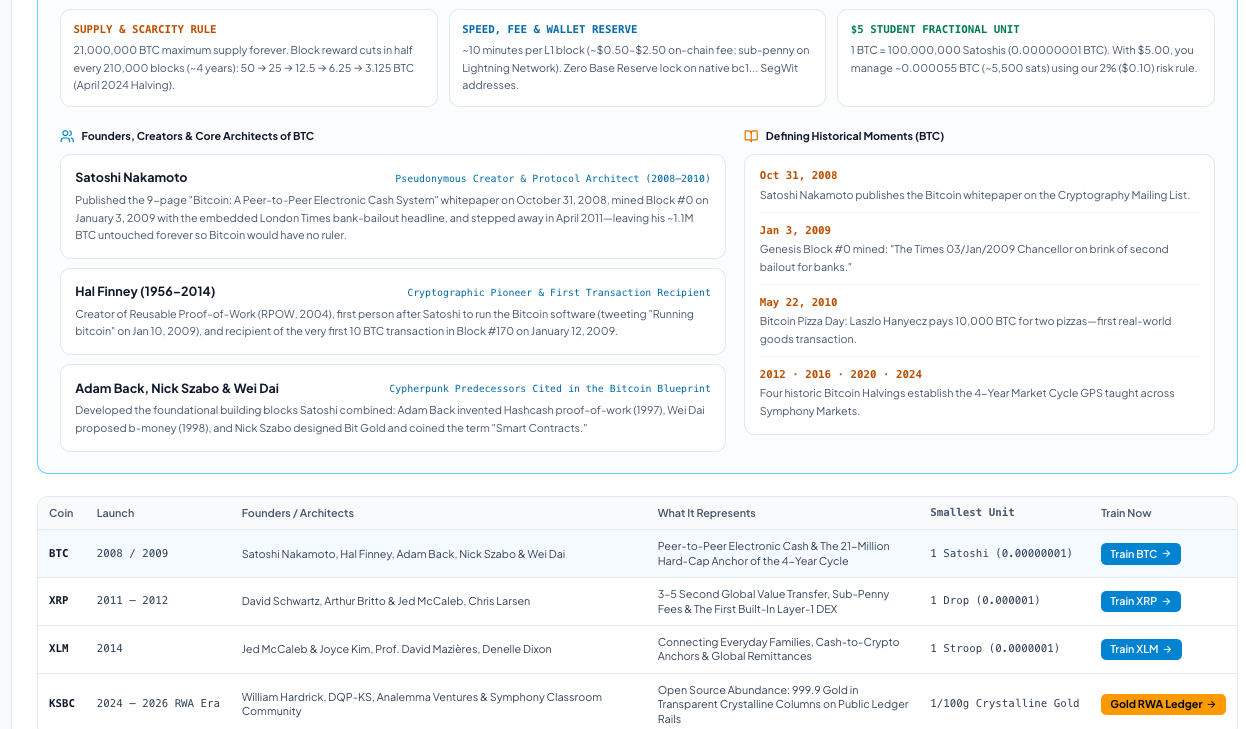 SUPPLY & SCARCITY RULE
21,000,000 BTC maximum supply forever. Block reward cuts in half
every 210,000 blocks (~4 years): 50 → 25 → 12.5 → 6.25 → 3.125 BTC
(April 2024 Halving).
SPEED, FEE & WALLET RESERVE
~10 minutes per L1 block (~$0.50–$2.50 on-chain fee; sub-penny on
Lightning Network). Zero Base Reserve lock on native bc1... SegWit
addresses.
$5 STUDENT FRACTIONAL UNIT
1 BTC = 100,000,000 Satoshis (0.00000001 BTC). With $5.00, you
manage ~0.000055 BTC (~5,500 sats) using our 2% ($0.10) risk rule.
Founders, Creators & Core Architects of BTC
Satoshi Nakamoto
Pseudonymous Creator & Protocol Architect (2008–2010)
Published the 9-page "Bitcoin: A Peer-to-Peer Electronic Cash System" whitepaper on October 31, 2008, mined Block #0 on
January 3, 2009 with the embedded London Times bank-bailout headline, and stepped away in April 2011—leaving his ~1.1M
BTC untouched forever so Bitcoin would have no ruler.
Hal Finney (1956–2014)
Cryptographic Pioneer & First Transaction Recipient
Creator of Reusable Proof-of-Work (RPOW, 2004), first person after Satoshi to run the Bitcoin software (tweeting "Running
bitcoin" on Jan 10, 2009), and recipient of the very first 10 BTC transaction in Block #170 on January 12, 2009.
Adam Back, Nick Szabo & Wei Dai
Cypherpunk Predecessors Cited in the Bitcoin Blueprint
Developed the foundational building blocks Satoshi combined: Adam Back invented Hashcash proof-of-work (1997), Wei Dai
proposed b-money (1998), and Nick Szabo designed Bit Gold and coined the term "Smart Contracts."
Defining Historical Moments (BTC)
Oct 31, 2008
Satoshi Nakamoto publishes the Bitcoin whitepaper on the Cryptography Mailing List.
Jan 3, 2009
Genesis Block #0 mined: "The Times 03/Jan/2009 Chancellor on brink of second
bailout for banks."
May 22, 2010
Bitcoin Pizza Day: Laszlo Hanyecz pays 10,000 BTC for two pizzas—first real-world
goods transaction.
2012 · 2016 · 2020 · 2024
Four historic Bitcoin Halvings establish the 4-Year Market Cycle GPS taught across
Symphony Markets.
Coin Launch Founders / Architects What It Represents Smallest Unit Train Now
BTC 2008 / 2009 Satoshi Nakamoto, Hal Finney, Adam Back, Nick Szabo & Wei Dai
Peer-to-Peer Electronic Cash & The 21-Million
Hard-Cap Anchor of the 4-Year Cycle
1 Satoshi (0.00000001) Train BTC →
XRP 2011 – 2012 David Schwartz, Arthur Britto & Jed McCaleb, Chris Larsen
3-5 Second Global Value Transfer, Sub-Penny
Fees & The First Built-In Layer-1 DEX
1 Drop (0.000001) Train XRP →
XLM 2014 Jed McCaleb & Joyce Kim, Prof. David Mazières, Denelle Dixon
Connecting Everyday Families, Cash-to-Crypto
Anchors & Global Remittances
1 Stroop (0.0000001) Train XLM →
KSBC 2024 – 2026 RWA Era
William Hardrick, DQP-KS, Analemma Ventures & Symphony Classroom
Community
Open Source Abundance: 999.9 Gold in
Transparent Crystalline Columns on Public Ledger
Rails
1/100g Crystalline Gold Gold RWA Ledger →